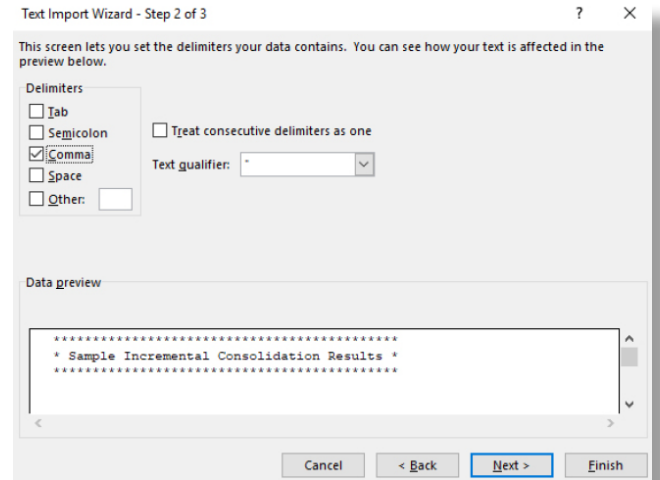 Text Import Wizard - Step 2 of 3
This screen lets you set the delimiters your data contains. You can see how your text is affected in the
preview below.
Delimiters
Tab
Semicolon
Comma
Space
Other:
Treat consecutive delimiters as one
Text qualifier: "
Data preview
********************************************
* Sample Incremental Consolidation Results *
********************************************
Cancel
< Back
Next >
Finish